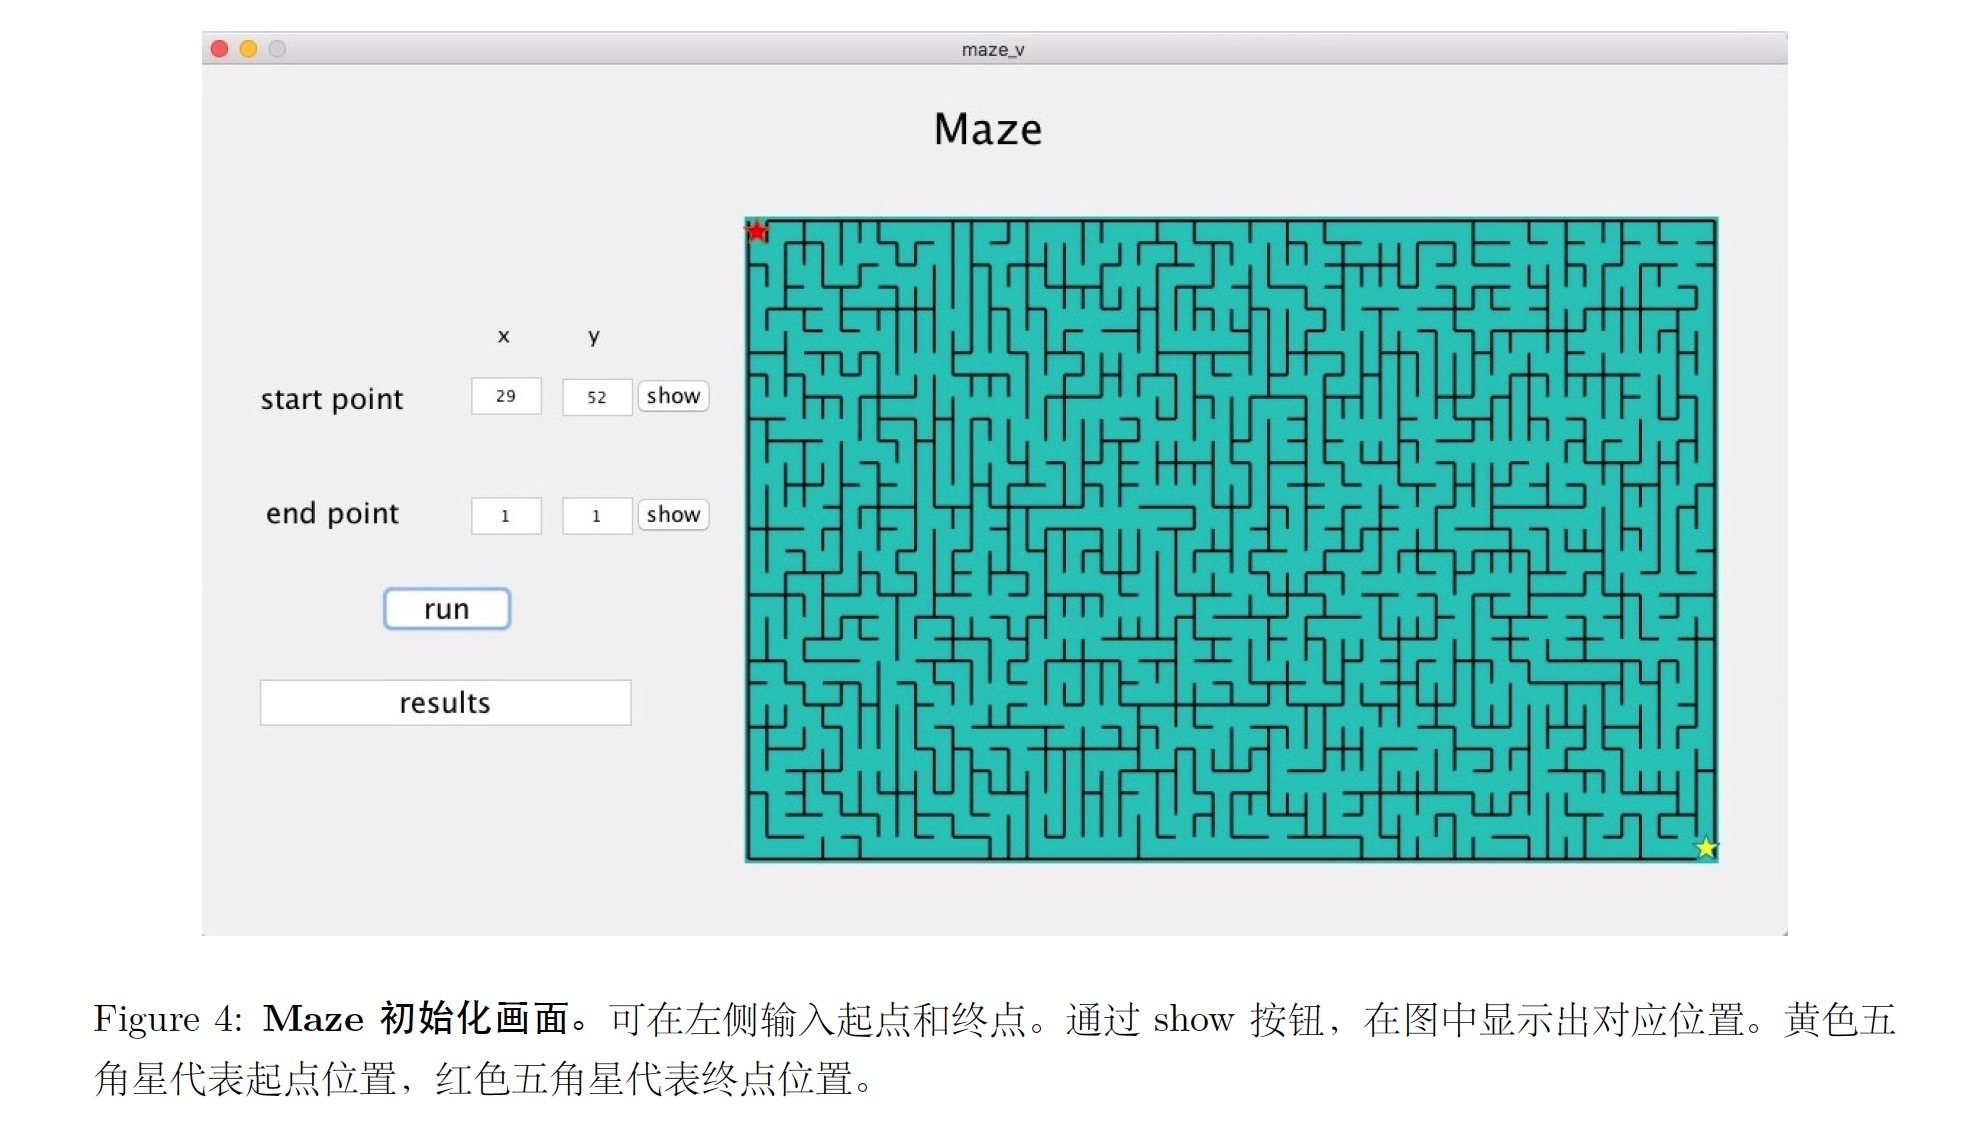 maze_v
Maze
x y
start point 29 52 show
end point 1 1 show
run
results
Figure 4: Maze 初始化画面。可在左侧输入起点和终点。通过 show 按钮，在图中显示出对应位置。黄色五
角星代表起点位置，红色五角星代表终点位置。